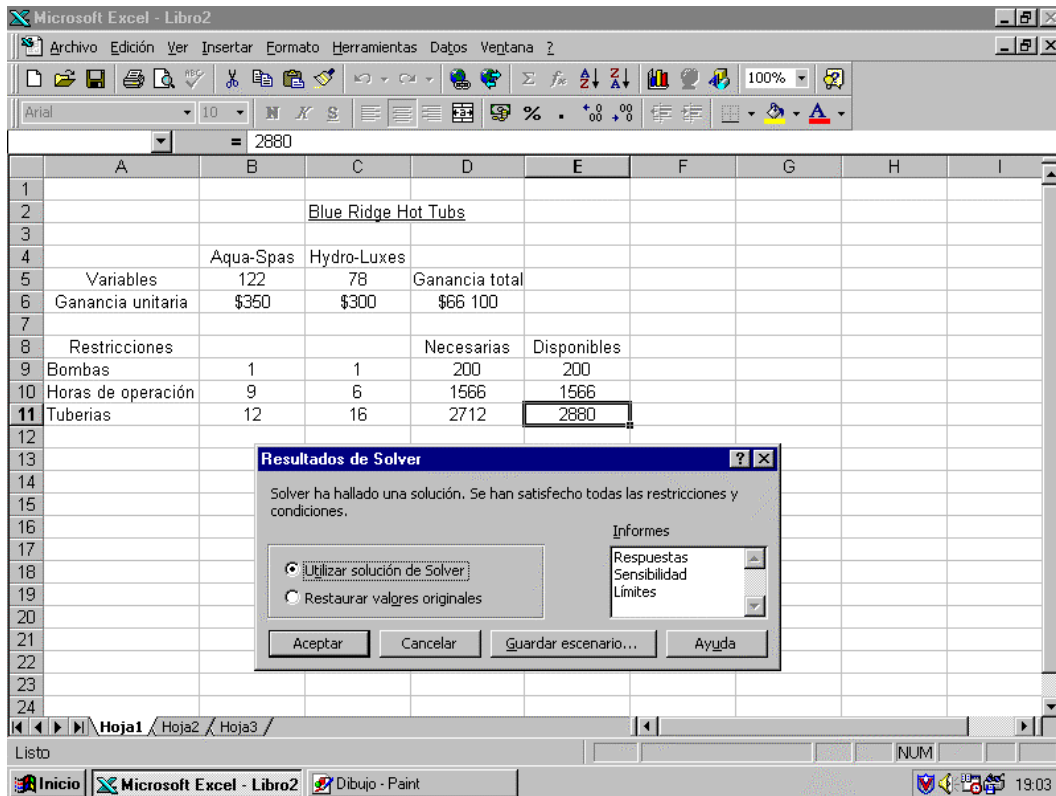 Microsoft Excel - Libro2
Archivo Edición Ver Insertar Formato Herramientas Datos Ventana ?
100%
Arial 10 N K S % .
= 2880
A B C D E F G H I
1
2 Blue Ridge Hot Tubs
3
4 Aqua-Spas Hydro-Luxes
5 Variables 122 78 Ganancia total
6 Ganancia unitaria $350 $300 $66 100
7
8 Restricciones Necesarias Disponibles
9 Bombas 1 1 200 200
10 Horas de operación 9 6 1566 1566
11 Tuberias 12 16 2712 2880
12
13
14
15
16
17
18
19
20
21
22
23
24
Resultados de Solver
Solver ha hallado una solución. Se han satisfecho todas las restricciones y
condiciones.
Informes
Respuestas
Sensibilidad
Límites
Utilizar solución de Solver
Restaurar valores originales
Aceptar Cancelar Guardar escenario... Ayuda
Hoja1 Hoja2 Hoja3
Listo NUM
Inicio Microsoft Excel - Libro2 Dibujo - Paint 19:03